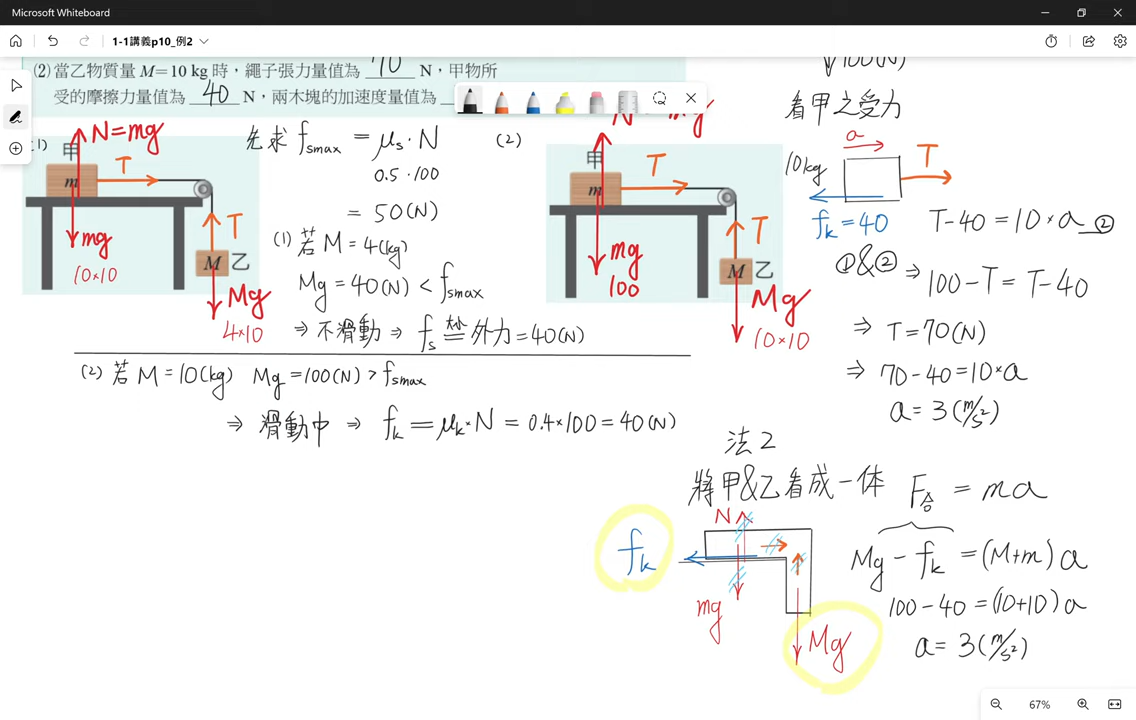 Microsoft Whiteboard
1-1講義p10_例2
(2)當乙物質量 M=10 kg 時，繩子張力量值為 70 N，甲物所
受的摩擦力量值為 40 N，兩木塊的加速度量值為
1)
N=mg
甲
T
m
mg
10×10
T
M 乙
Mg
4×10
先求 fsmax = μs·N
0.5·100
= 50(N)
(1) 若 M=4(kg)
Mg=40(N) < fsmax
⇒ 不滑動 ⇒ fs = 外力=40(N)
(2)
甲
T
m
mg
100
T
M 乙
Mg
10×10
(2) 若 M=10(kg) Mg=100(N) > fsmax
⇒ 滑動中 ⇒ fk = μk×N = 0.4×100 = 40(N)
100(N)
看甲之受力
a
10kg
T
fk=40
T-40=10×a ②
①&② ⇒ 100-T = T-40
⇒ T=70(N)
⇒ 70-40=10×a
a=3(m/s²)
法2
將甲&乙看成一体
F合 = ma
N
fk
mg
Mg
Mg - fk = (M+m)a
100-40=(10+10)a
a=3(m/s²)
67%